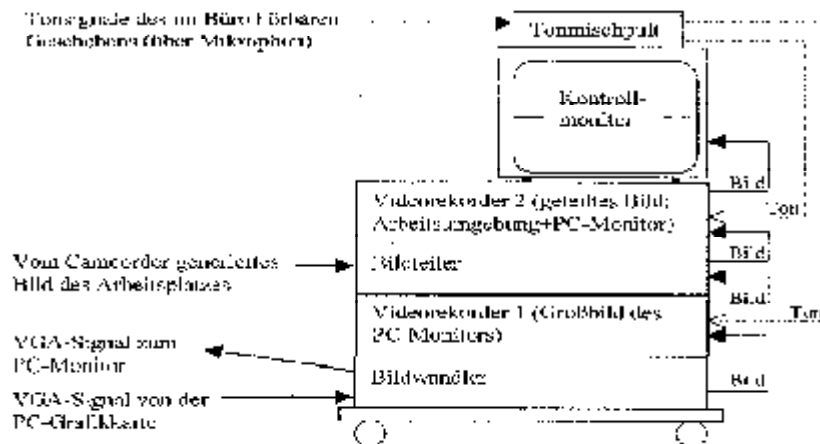 Tonsignale des im Büro Hörbaren
Geschehens (über Mikrophon)
Tonmischpult
Kontroll-
monitor
Bild
Videorekorder 2 (geteiltes Bild;
Arbeitsumgebung+PC-Monitor)
Ton
Bildteiler
Bild
Vom Camcorder generiertes
Bild des Arbeitsplatzes
Bild
Videorekorder 1 (Großbild des
PC Monitors)
Ton
VGA-Signal zum
PC-Monitor
Bildwandler
Bild
VGA-Signal von der
PC-Grafikkarte